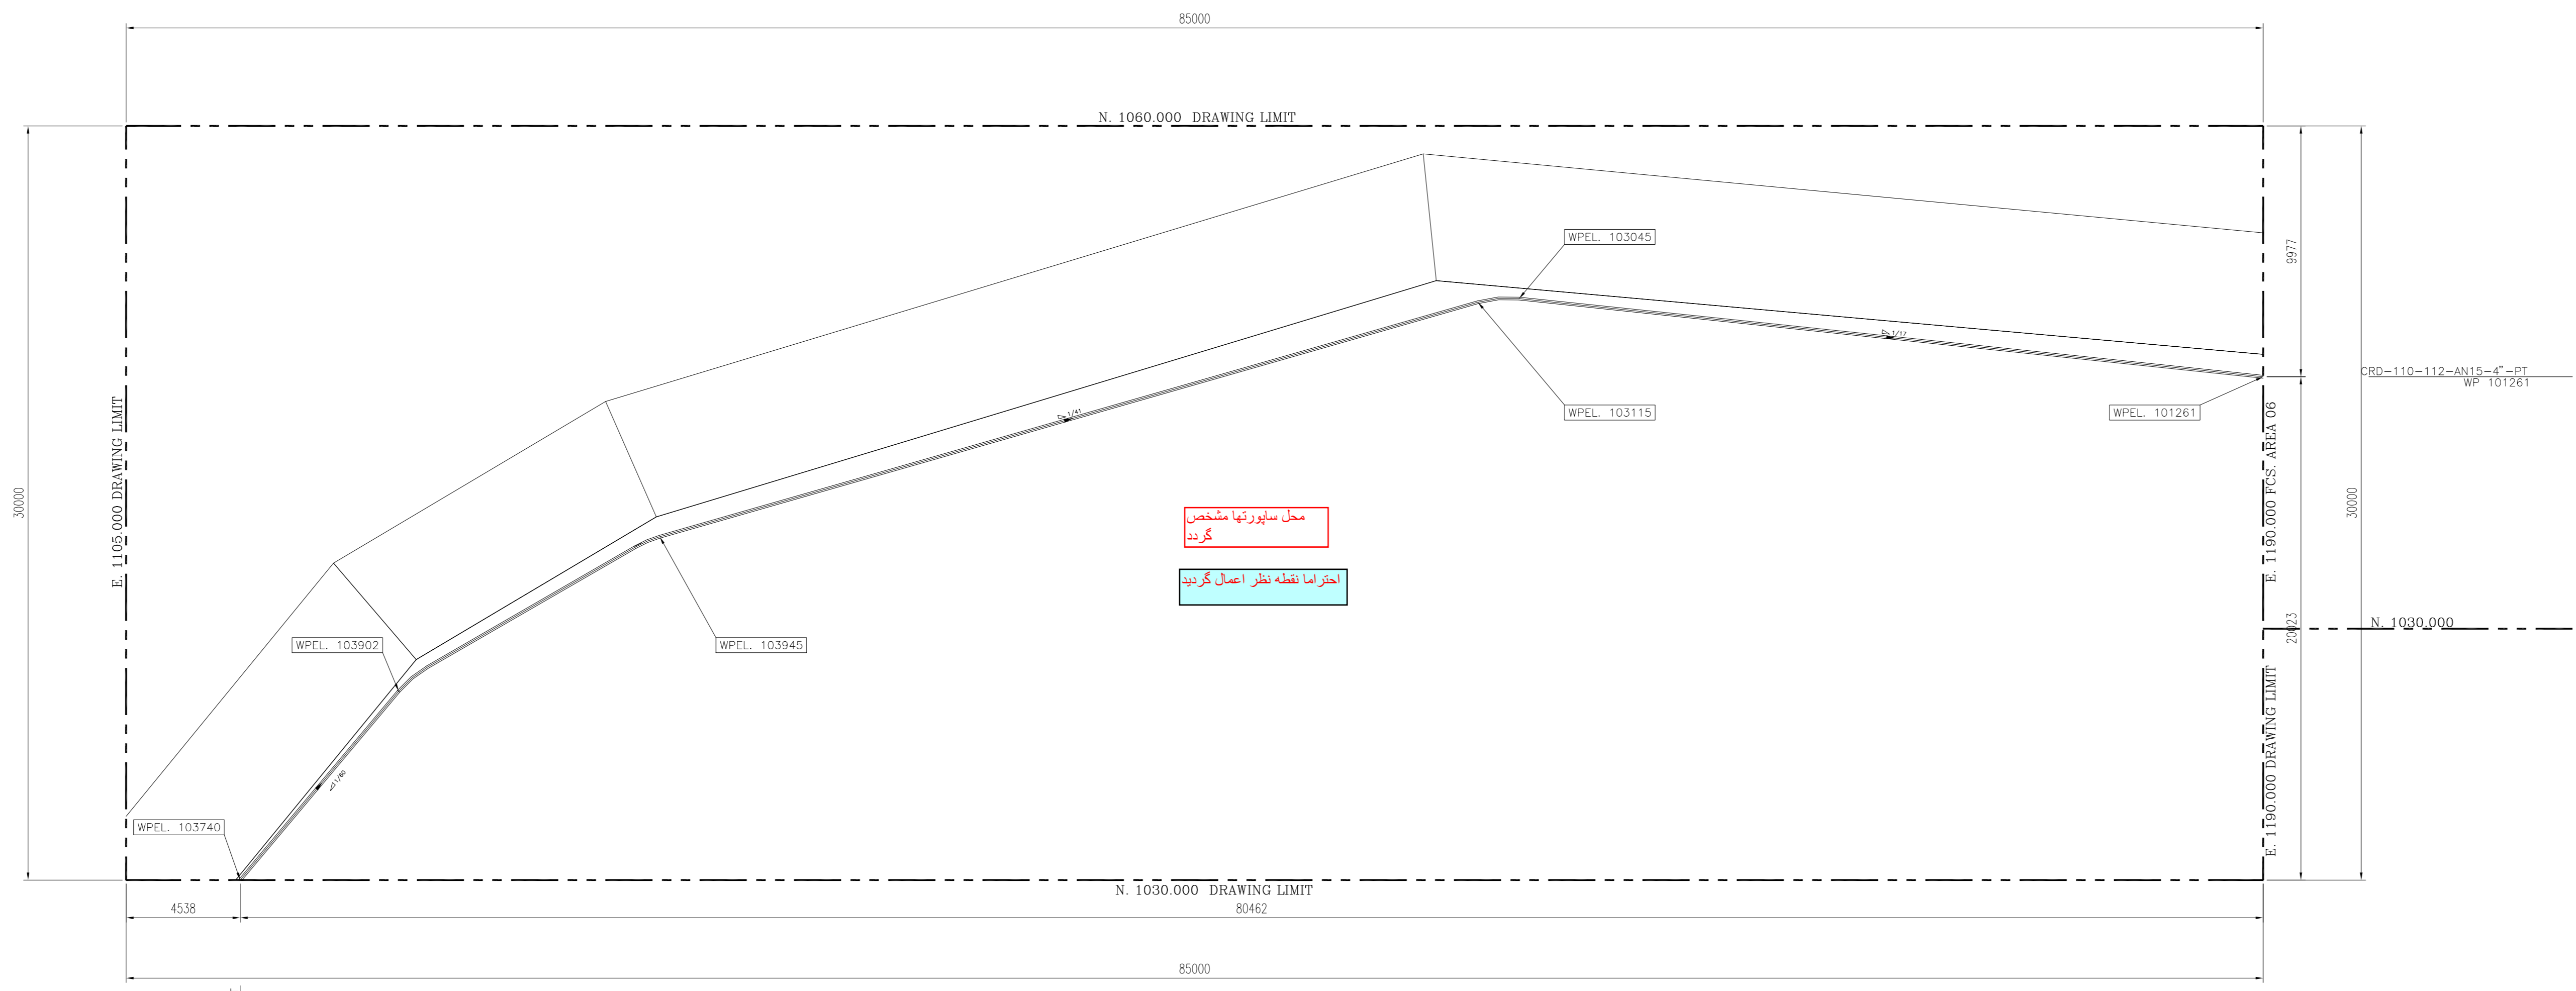 85000
N. 1060.000 DRAWING LIMIT
WPEL. 103045
9977
1/17
CRD-110-112-AN15-4"-PT
WP 101261
WPEL. 103115
WPEL. 101261
1/41
E. 1105.000 DRAWING LIMIT
E. 1190.000 FCS. AREA 06
30000
30000
محل ساپورتها مشخص
گردد
احتراما نقطه نظر اعمال گردید
N. 1030.000
20023
WPEL. 103902
WPEL. 103945
E. 1190.000 DRAWING LIMIT
1/60
WPEL. 103740
N. 1030.000 DRAWING LIMIT
4538
80462
85000